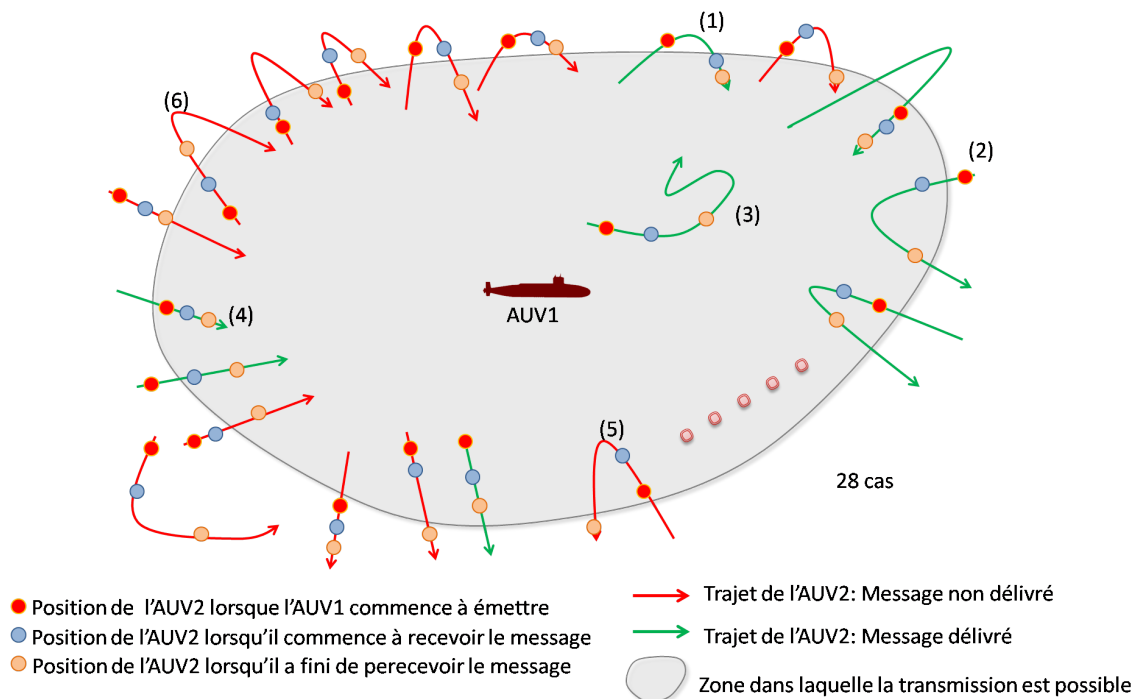 (1)
(6)
(2)
(3)
AUV1
(4)
(5)
28 cas
Position de l'AUV2 lorsque l'AUV1 commence à émettre
Position de l'AUV2 lorsqu'il commence à recevoir le message
Position de l'AUV2 lorsqu'il a fini de perecevoir le message
Trajet de l'AUV2: Message non délivré
Trajet de l'AUV2: Message délivré
Zone dans laquelle la transmission est possible